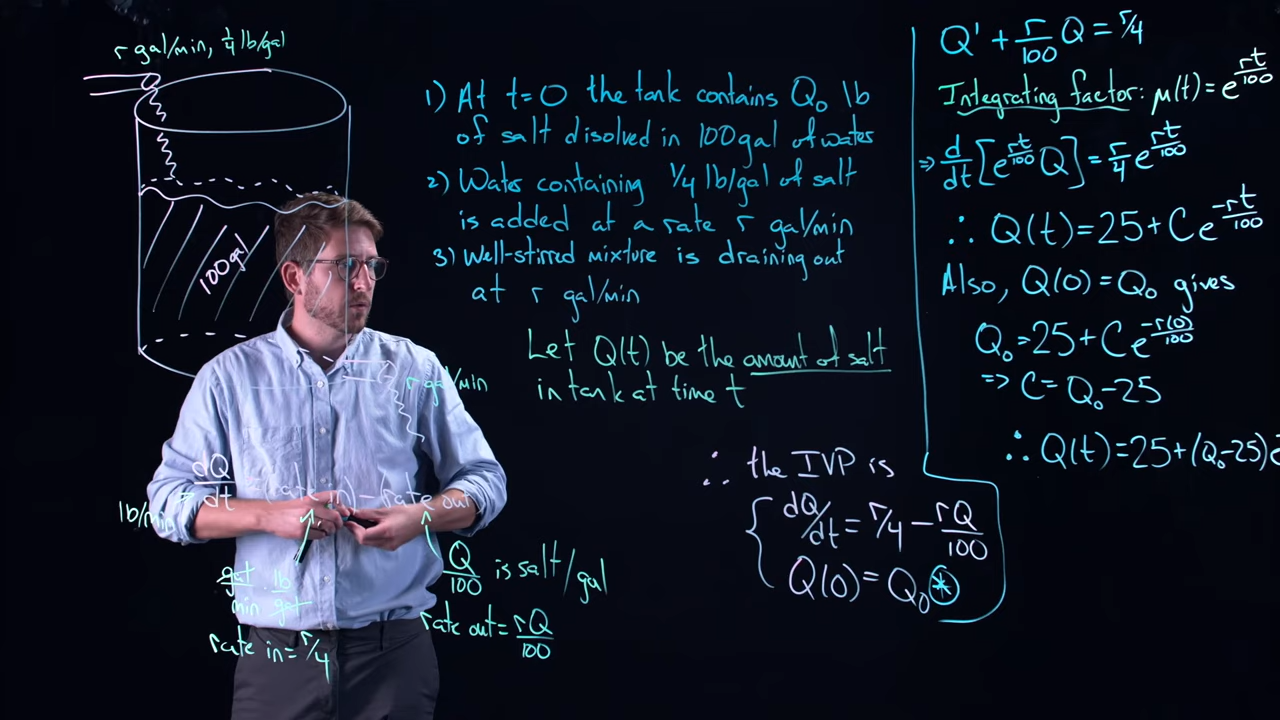 r gal/min, 1/4 lb/gal
100gal
r gal/min
1) At t=0 the tank contains Q₀ lb
of salt disolved in 100gal of water
2) Water containing 1/4 lb/gal of salt
is added at a rate r gal/min
3) Well-stirred mixture is draining out
at r gal/min
Let Q(t) be the amount of salt
in tank at time t
dQ/dt = (rate in) - (rate out)
lb/min
gal/min · lb/gal
rate in = r/4
Q/100 is salt/gal
rate out = rQ/100
∴ the IVP is
dQ/dt = r/4 - rQ/100
Q(0) = Q₀ *
Q' + r/100 Q = r/4
Integrating factor: μ(t) = e^(rt/100)
⇒ d/dt [e^(rt/100) Q] = r/4 e^(rt/100)
∴ Q(t) = 25 + Ce^(-rt/100)
Also, Q(0) = Q₀ gives
Q₀ = 25 + Ce^(-r(0)/100)
⇒ C = Q₀ - 25
∴ Q(t) = 25 + (Q₀-25)e